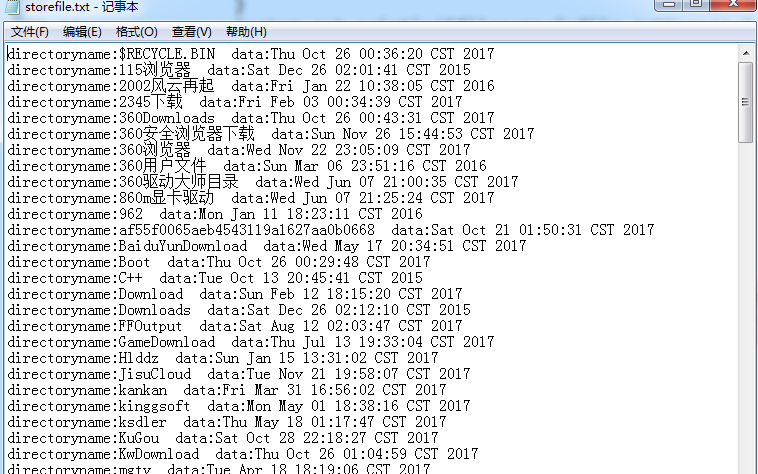 storefile.txt - 记事本
文件(F) 编辑(E) 格式(O) 查看(V) 帮助(H)
directoryname:$RECYCLE.BIN  data:Thu Oct 26 00:36:20 CST 2017
directoryname:115浏览器  data:Sat Dec 26 02:01:41 CST 2015
directoryname:2002风云再起  data:Fri Jan 22 10:38:05 CST 2016
directoryname:2345下载  data:Fri Feb 03 00:34:39 CST 2017
directoryname:360Downloads  data:Thu Oct 26 00:43:31 CST 2017
directoryname:360安全浏览器下载  data:Sun Nov 26 15:44:53 CST 2017
directoryname:360浏览器  data:Wed Nov 22 23:05:09 CST 2017
directoryname:360用户文件  data:Sun Mar 06 23:51:16 CST 2016
directoryname:360驱动大师目录  data:Wed Jun 07 21:00:35 CST 2017
directoryname:860m显卡驱动  data:Wed Jun 07 21:25:24 CST 2017
directoryname:962  data:Mon Jan 11 18:23:11 CST 2016
directoryname:af55f0065aeb4543119a1627aa0b0668  data:Sat Oct 21 01:50:31 CST 2017
directoryname:BaiduYunDownload  data:Wed May 17 20:34:51 CST 2017
directoryname:Boot  data:Thu Oct 26 00:29:48 CST 2017
directoryname:C++  data:Tue Oct 13 20:45:41 CST 2015
directoryname:Download  data:Sun Feb 12 18:15:20 CST 2017
directoryname:Downloads  data:Sat Dec 26 02:12:10 CST 2015
directoryname:FFOutput  data:Sat Aug 12 02:03:47 CST 2017
directoryname:GameDownload  data:Thu Jul 13 19:33:04 CST 2017
directoryname:Hlddz  data:Sun Jan 15 13:31:02 CST 2017
directoryname:JisuCloud  data:Tue Nov 21 19:58:07 CST 2017
directoryname:kankan  data:Fri Mar 31 16:56:02 CST 2017
directoryname:kinggsoft  data:Mon May 01 18:38:16 CST 2017
directoryname:ksdler  data:Thu May 18 01:17:47 CST 2017
directoryname:KuGou  data:Sat Oct 28 22:18:27 CST 2017
directoryname:KwDownload  data:Thu Oct 26 01:04:59 CST 2017
directoryname:mgtv  data:Tue Apr 18 18:19:06 CST 2017